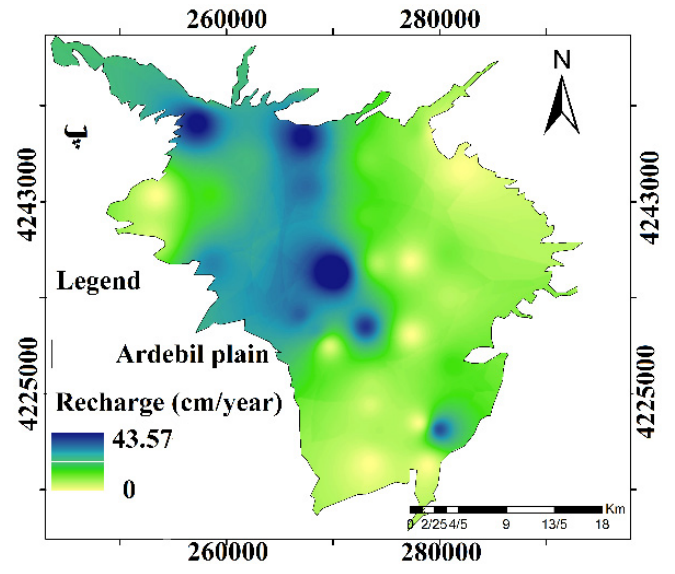 260000 280000
N
4243000 4243000
Legend
Ardebil plain
4225000 4225000
Recharge (cm/year)
43.57
0
Km
0 2/25 4/5 9 13/5 18
260000 280000